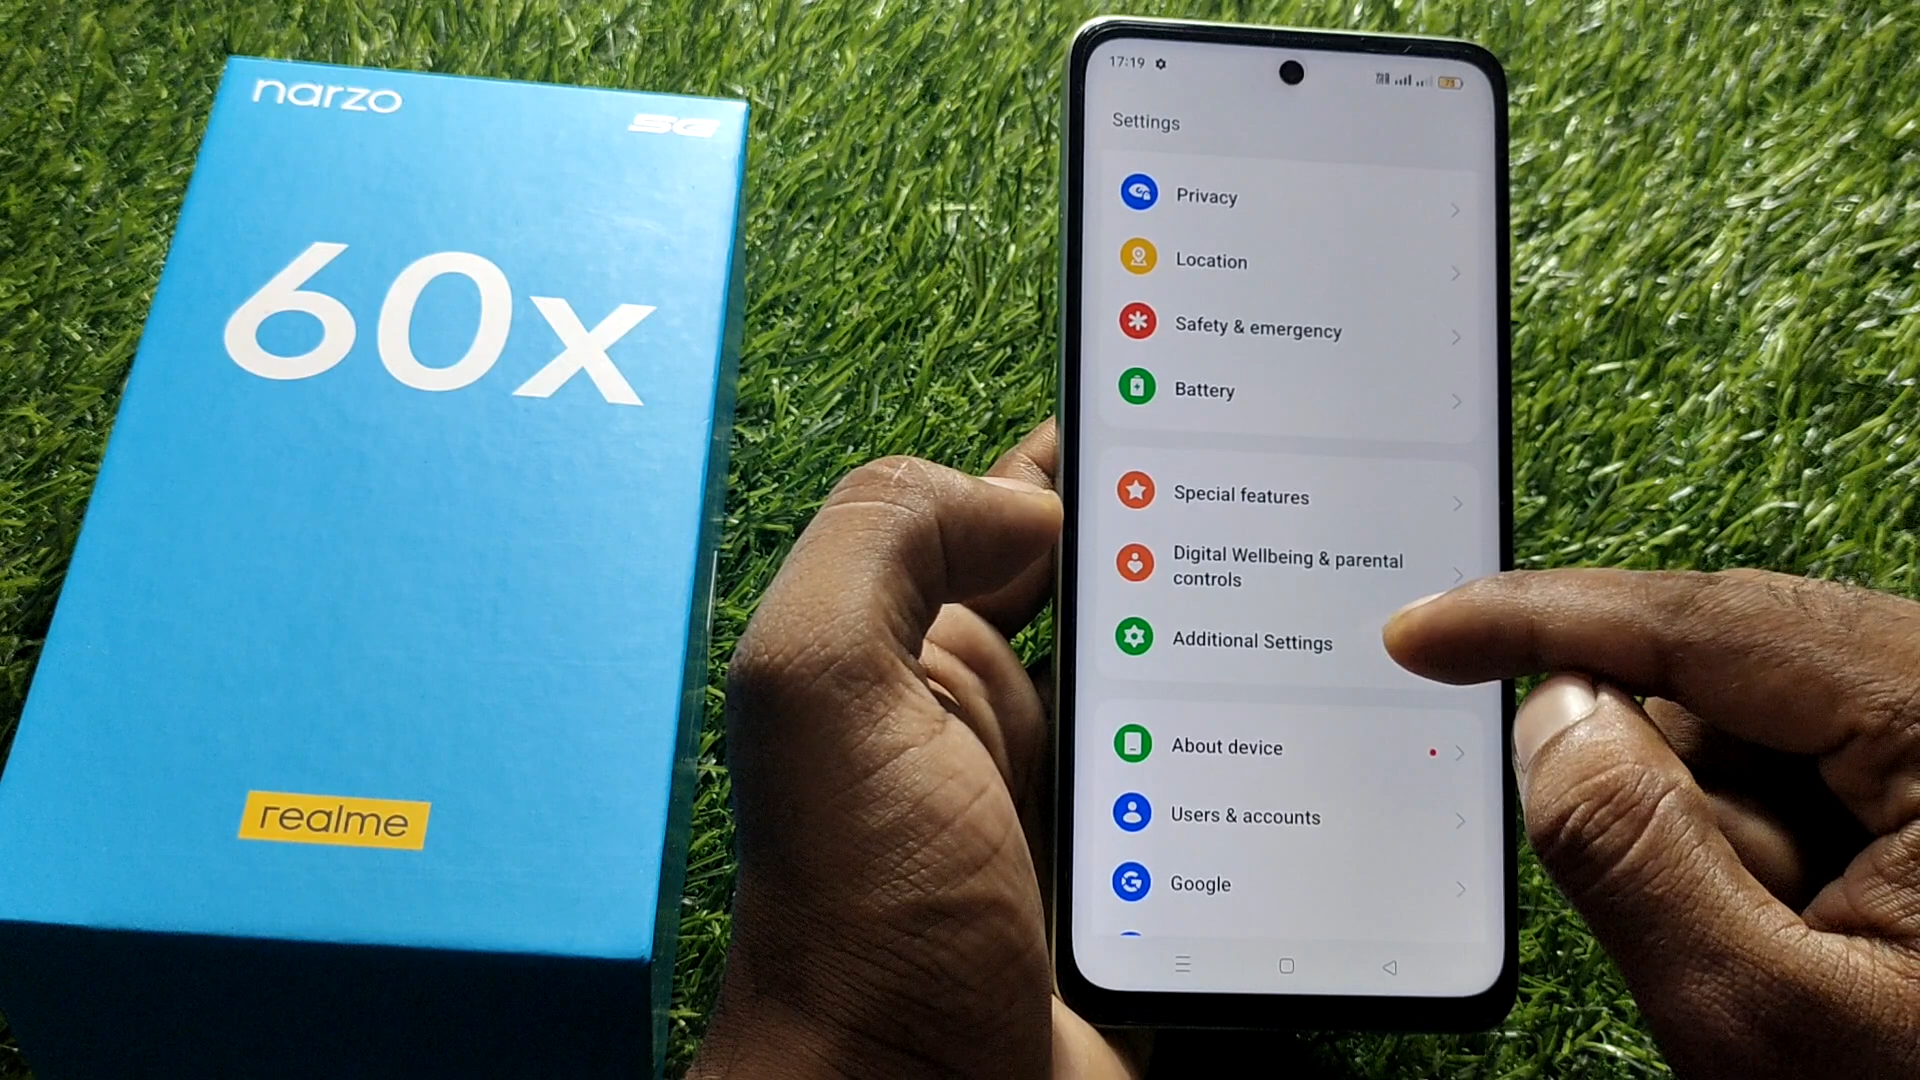 narzo
5G
60x
realme
17:19
73
Settings
Privacy
Location
Safety & emergency
Battery
Special features
Digital Wellbeing & parental
controls
Additional Settings
About device
Users & accounts
Google